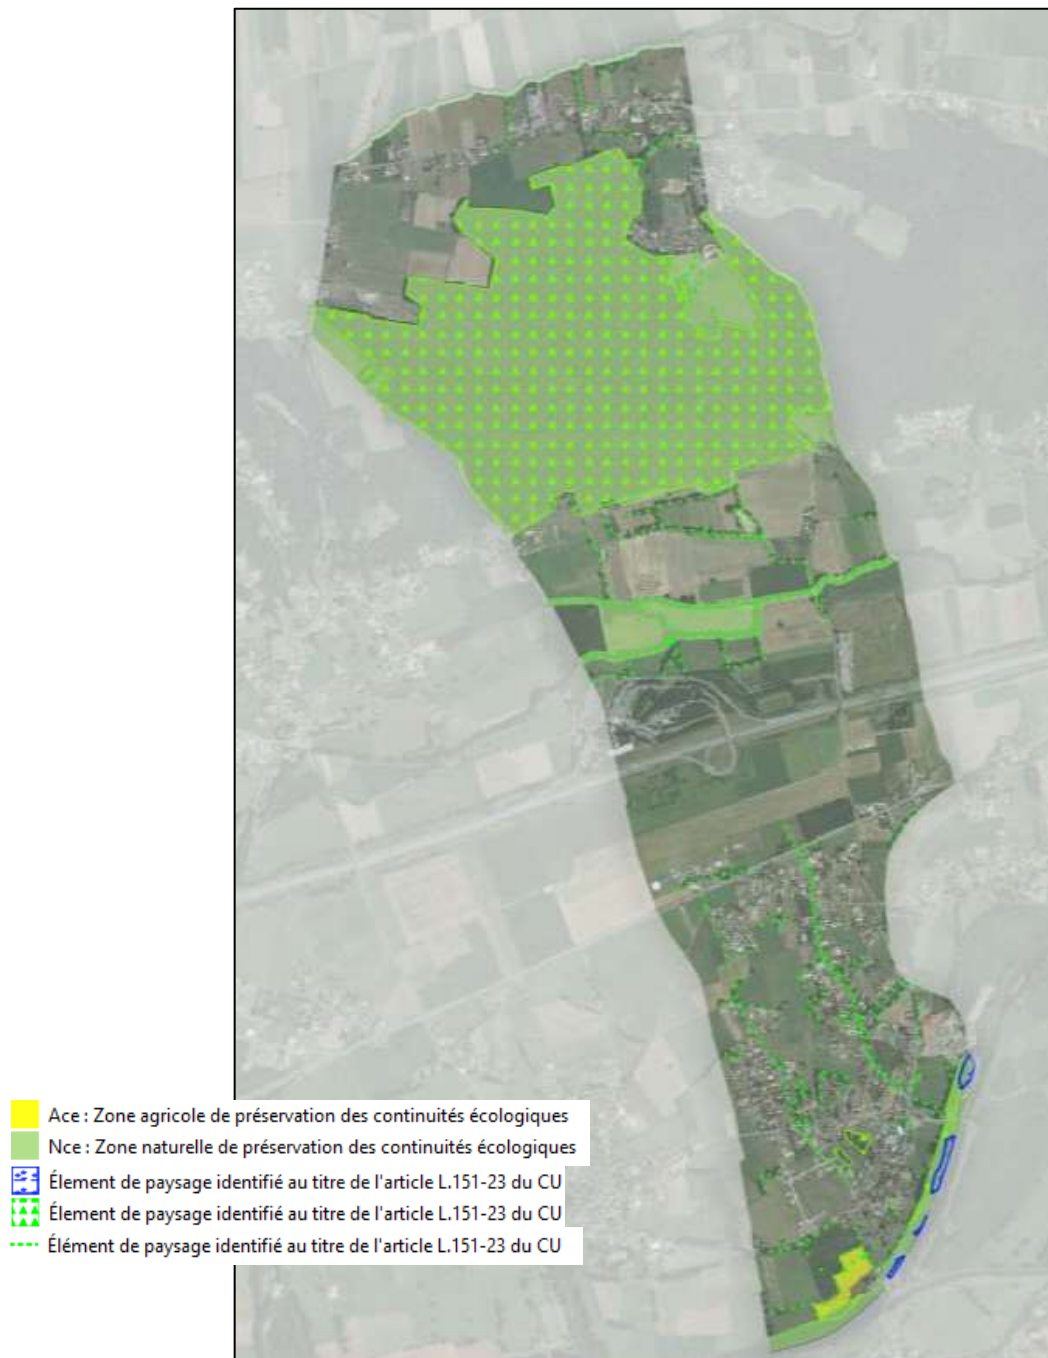 Ace : Zone agricole de préservation des continuités écologiques
Nce : Zone naturelle de préservation des continuités écologiques
Élement de paysage identifié au titre de l'article L.151-23 du CU
Élement de paysage identifié au titre de l'article L.151-23 du CU
Élément de paysage identifié au titre de l'article L.151-23 du CU